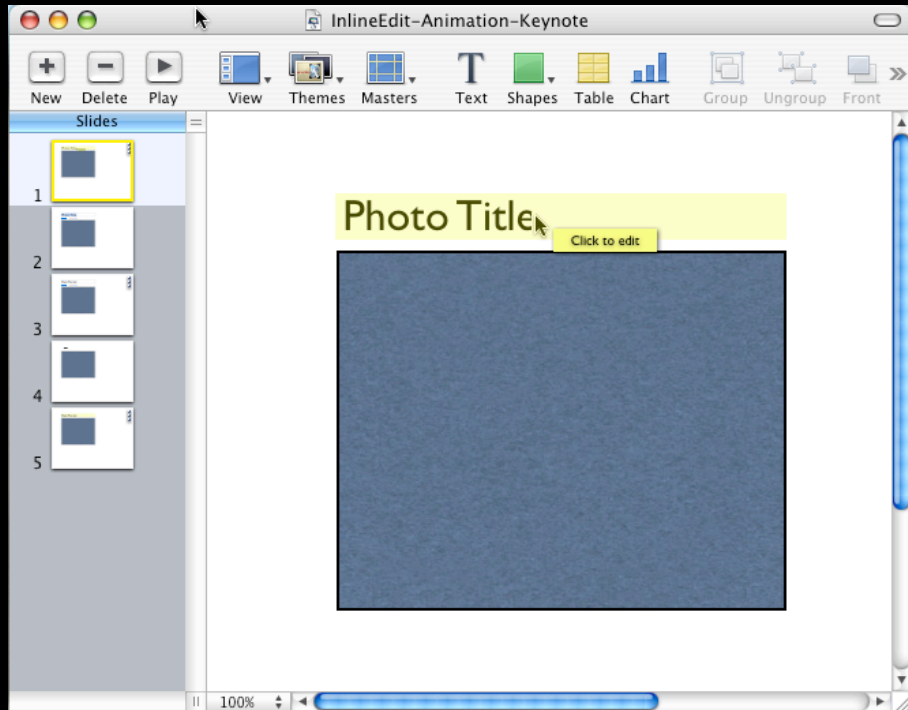 InlineEdit-Animation-Keynote
New Delete Play View Themes Masters Text Shapes Table Chart Group Ungroup Front
Slides
1
2
3
4
5
Photo Title
Click to edit
100%